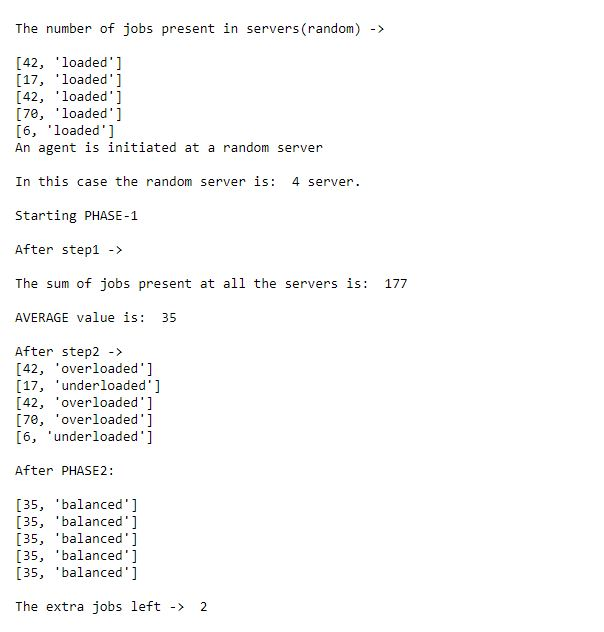 The number of jobs present in servers(random) ->
[42, 'loaded']
[17, 'loaded']
[42, 'loaded']
[70, 'loaded']
[6, 'loaded']
An agent is initiated at a random server
In this case the random server is:  4 server.
Starting PHASE-1
After step1 ->
The sum of jobs present at all the servers is:  177
AVERAGE value is:  35
After step2 ->
[42, 'overloaded']
[17, 'underloaded']
[42, 'overloaded']
[70, 'overloaded']
[6, 'underloaded']
After PHASE2:
[35, 'balanced']
[35, 'balanced']
[35, 'balanced']
[35, 'balanced']
[35, 'balanced']
The extra jobs left ->  2